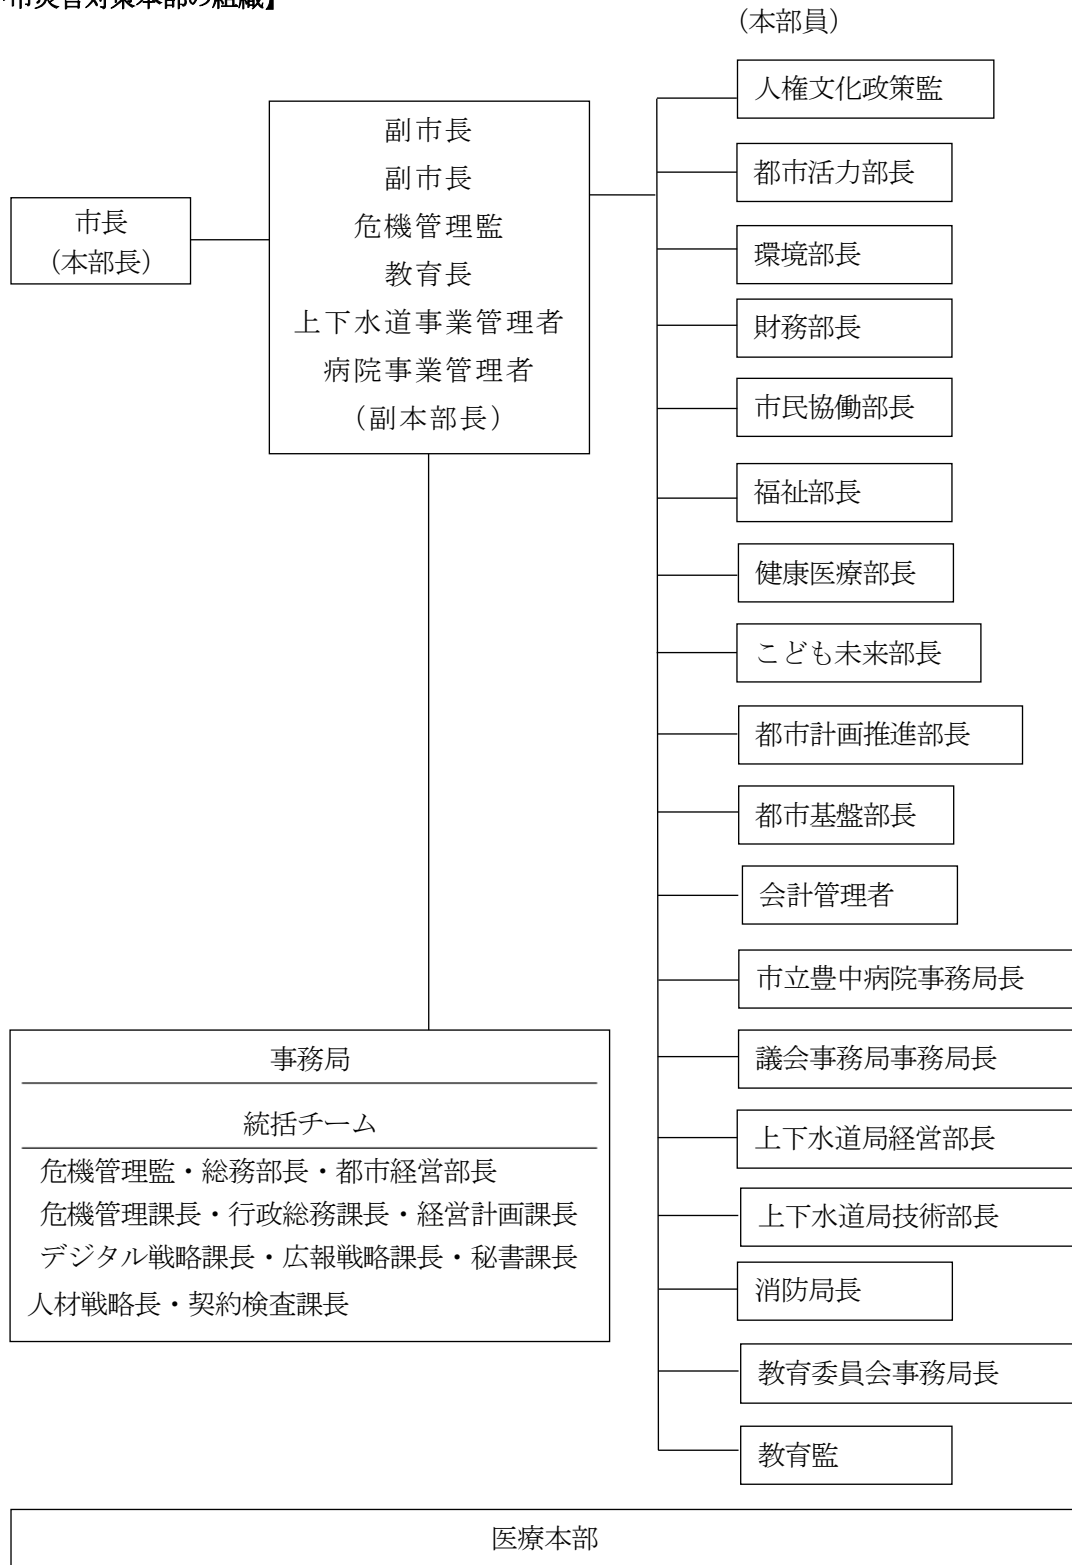 市災害対策本部の組織】
（本部員）
市長
（本部長）
副市長
副市長
危機管理監
教育長
上下水道事業管理者
病院事業管理者
（副本部長）
人権文化政策監
都市活力部長
環境部長
財務部長
市民協働部長
福祉部長
健康医療部長
こども未来部長
都市計画推進部長
都市基盤部長
会計管理者
市立豊中病院事務局長
議会事務局事務局長
上下水道局経営部長
上下水道局技術部長
消防局長
教育委員会事務局長
教育監
事務局
統括チーム
危機管理監・総務部長・都市経営部長
危機管理課長・行政総務課長・経営計画課長
デジタル戦略課長・広報戦略課長・秘書課長
人材戦略長・契約検査課長
医療本部